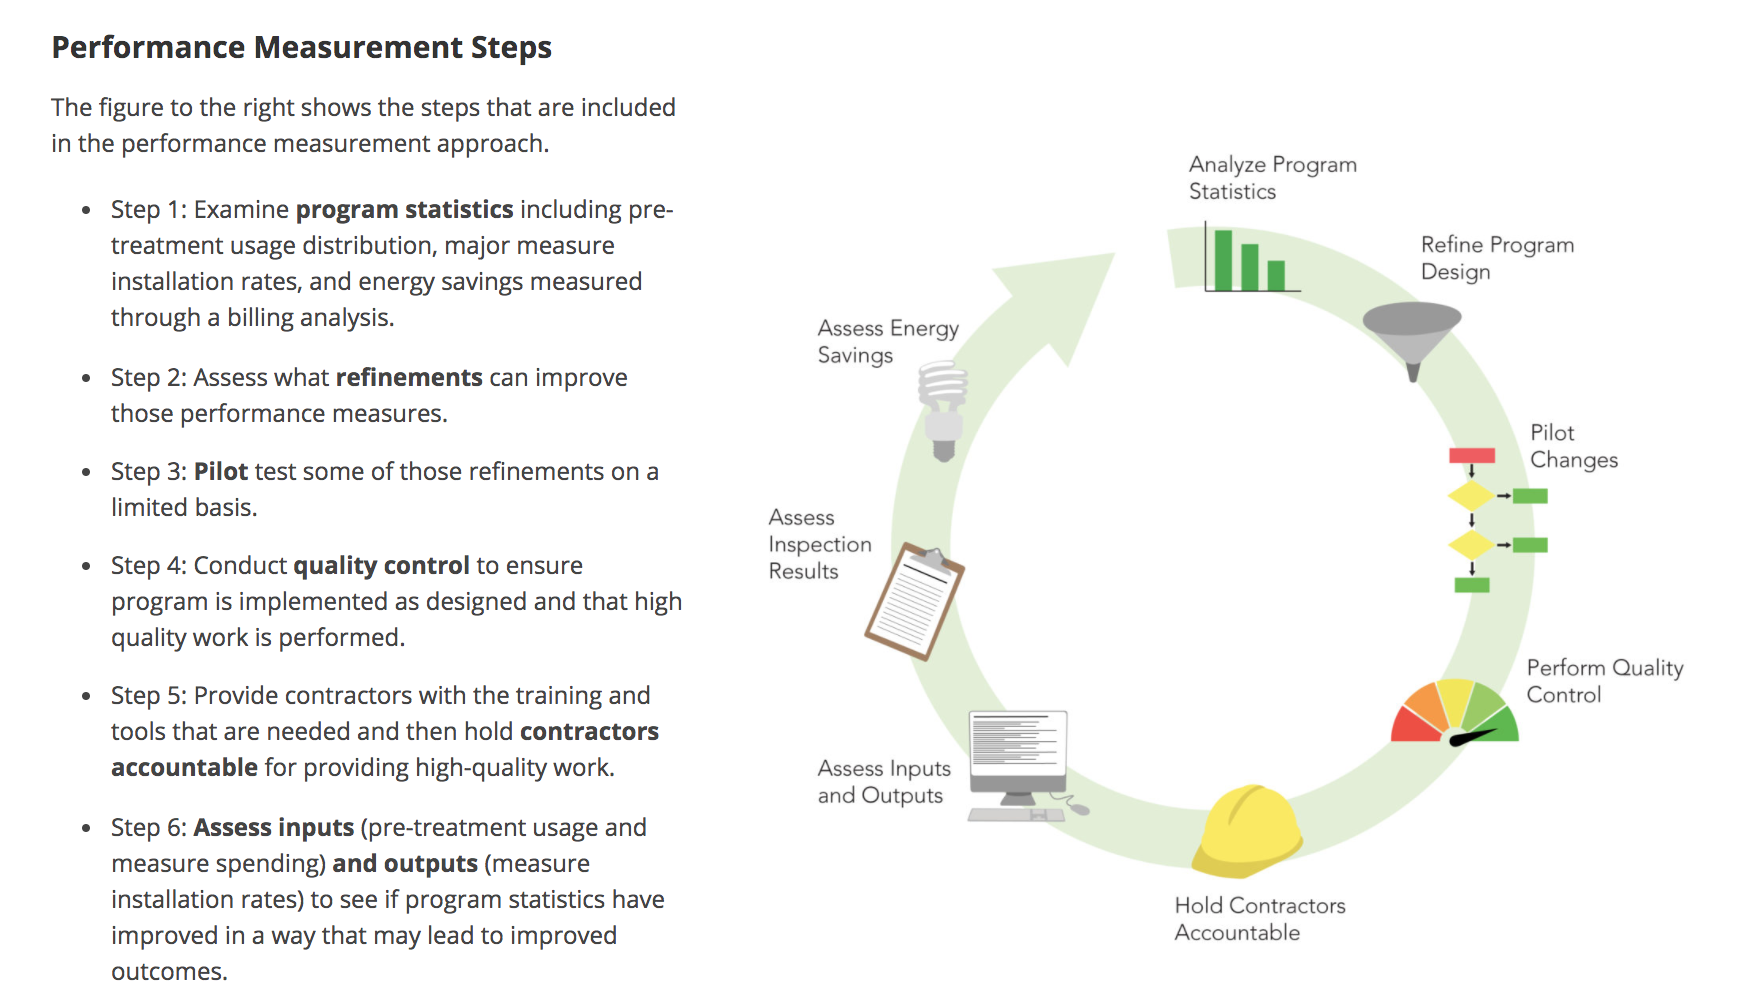 Performance Measurement Steps
The figure to the right shows the steps that are included
in the performance measurement approach.
• Step 1: Examine program statistics including pre-
treatment usage distribution, major measure
installation rates, and energy savings measured
through a billing analysis.
• Step 2: Assess what refinements can improve
those performance measures.
• Step 3: Pilot test some of those refinements on a
limited basis.
• Step 4: Conduct quality control to ensure
program is implemented as designed and that high
quality work is performed.
• Step 5: Provide contractors with the training and
tools that are needed and then hold contractors
accountable for providing high-quality work.
• Step 6: Assess inputs (pre-treatment usage and
measure spending) and outputs (measure
installation rates) to see if program statistics have
improved in a way that may lead to improved
outcomes.
Analyze Program
Statistics
Refine Program
Design
Pilot
Changes
Perform Quality
Control
Hold Contractors
Accountable
Assess Inputs
and Outputs
Assess
Inspection
Results
Assess Energy
Savings